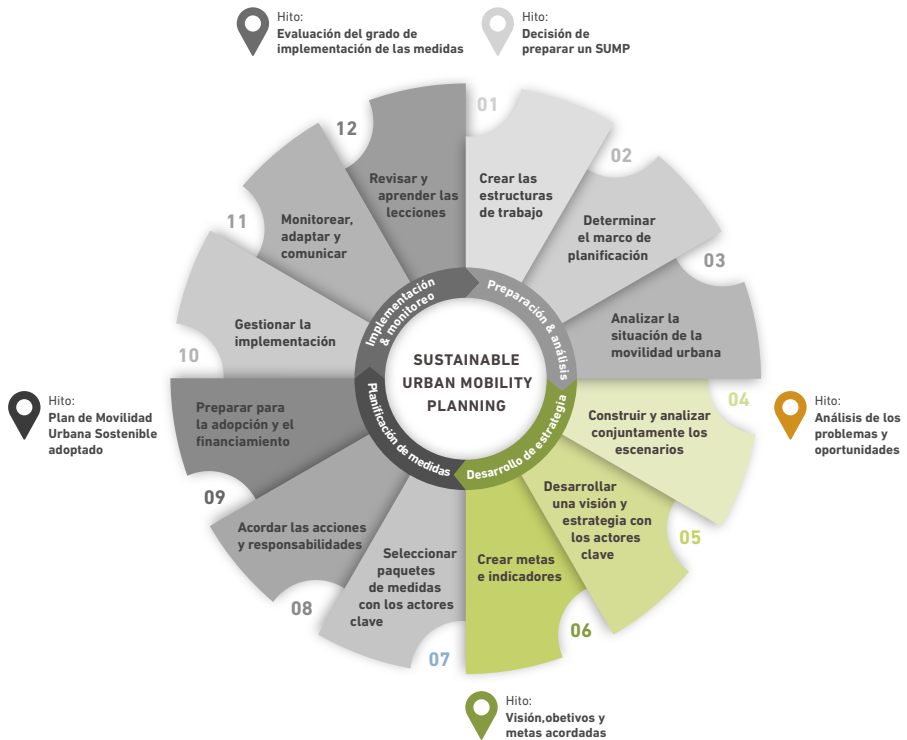 Hito:
Evaluación del grado de
implementación de las medidas
Hito:
Decisión de
preparar un SUMP
01
Crear las
estructuras
de trabajo
02
Determinar
el marco de
planificación
03
Analizar la
situación de la
movilidad urbana
04
Construir y analizar
conjuntamente los
escenarios
Hito:
Análisis de los
problemas y
oportunidades
05
Desarrollar
una visión y
estrategia con
los actores
clave
06
Crear metas
e indicadores
Hito:
Visión,obetivos y
metas acordadas
07
Seleccionar
paquetes
de medidas
con los actores
clave
08
Acordar las acciones
y responsabilidades
09
Preparar para
la adopción y el
financiamiento
Hito:
Plan de Movilidad
Urbana Sostenible
adoptado
10
Gestionar la
implementación
11
Monitorear,
adaptar y
comunicar
12
Revisar y
aprender las
lecciones
Preparación & análisis
Desarrollo de estrategia
Planificación de medidas
Implementación
& monitoreo
SUSTAINABLE
URBAN MOBILITY
PLANNING